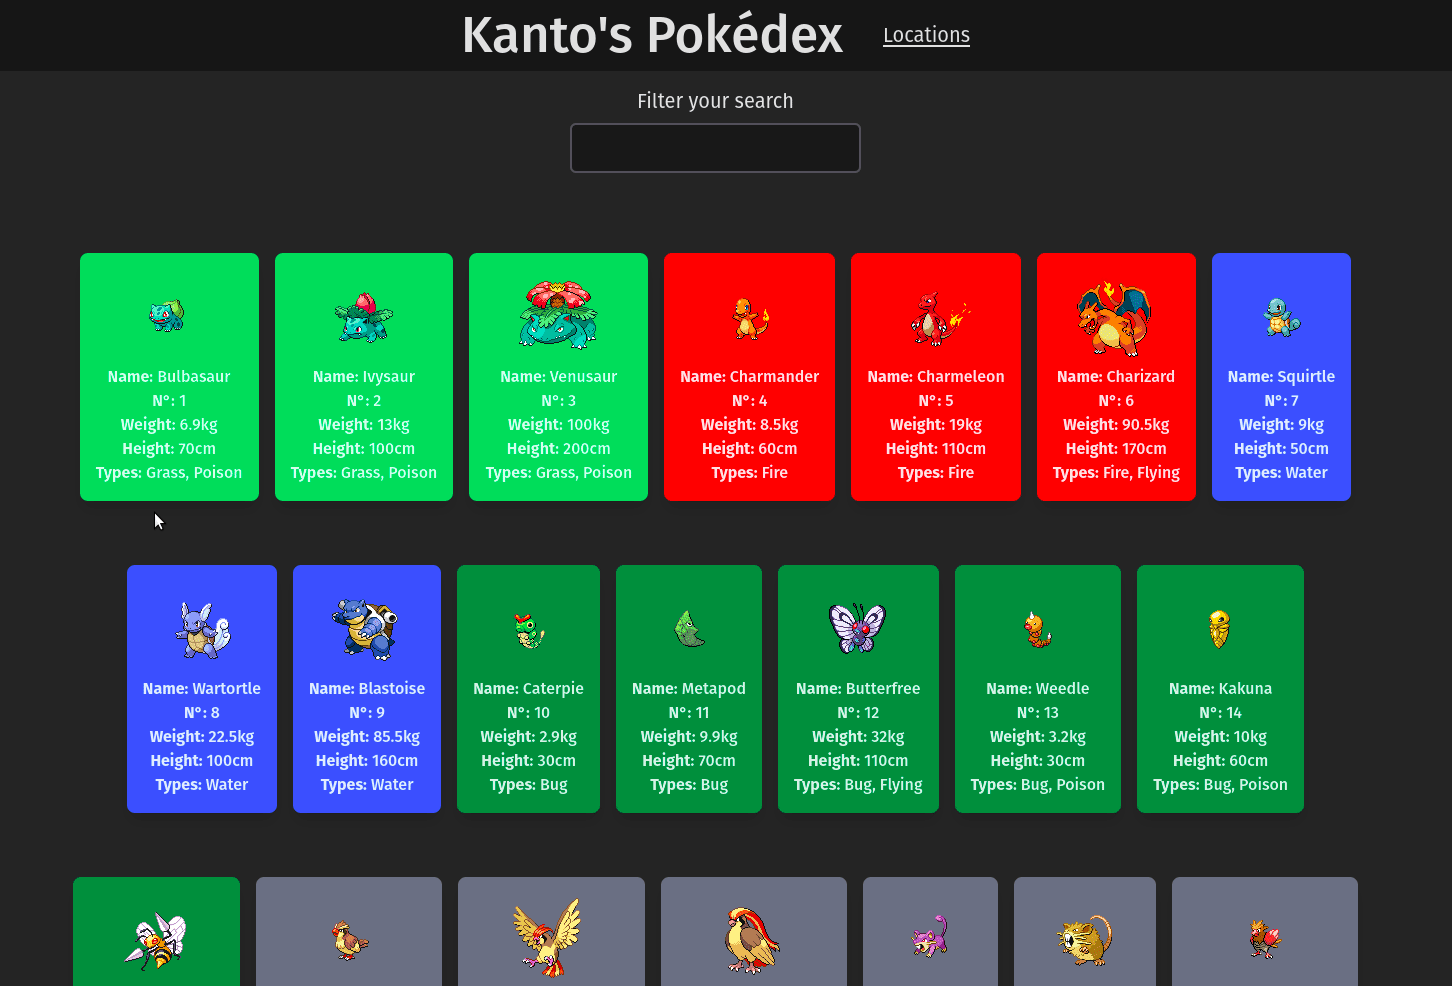 Kanto's Pokédex
Locations
Filter your search
Name: Bulbasaur
N°: 1
Weight: 6.9kg
Height: 70cm
Types: Grass, Poison
Name: Ivysaur
N°: 2
Weight: 13kg
Height: 100cm
Types: Grass, Poison
Name: Venusaur
N°: 3
Weight: 100kg
Height: 200cm
Types: Grass, Poison
Name: Charmander
N°: 4
Weight: 8.5kg
Height: 60cm
Types: Fire
Name: Charmeleon
N°: 5
Weight: 19kg
Height: 110cm
Types: Fire
Name: Charizard
N°: 6
Weight: 90.5kg
Height: 170cm
Types: Fire, Flying
Name: Squirtle
N°: 7
Weight: 9kg
Height: 50cm
Types: Water
Name: Wartortle
N°: 8
Weight: 22.5kg
Height: 100cm
Types: Water
Name: Blastoise
N°: 9
Weight: 85.5kg
Height: 160cm
Types: Water
Name: Caterpie
N°: 10
Weight: 2.9kg
Height: 30cm
Types: Bug
Name: Metapod
N°: 11
Weight: 9.9kg
Height: 70cm
Types: Bug
Name: Butterfree
N°: 12
Weight: 32kg
Height: 110cm
Types: Bug, Flying
Name: Weedle
N°: 13
Weight: 3.2kg
Height: 30cm
Types: Bug, Poison
Name: Kakuna
N°: 14
Weight: 10kg
Height: 60cm
Types: Bug, Poison